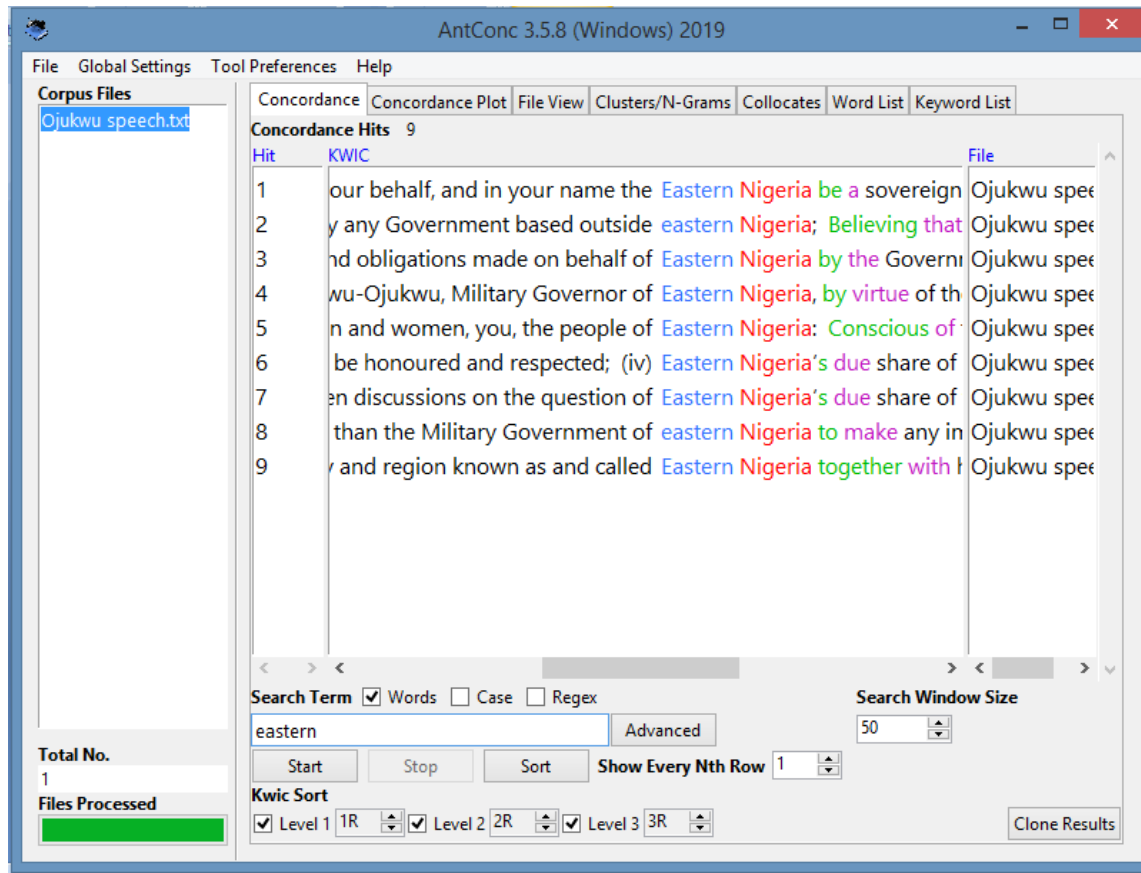 AntConc 3.5.8 (Windows) 2019
File Global Settings Tool Preferences Help
Corpus Files
Ojukwu speech.txt
Concordance Concordance Plot File View Clusters/N-Grams Collocates Word List Keyword List
Concordance Hits 9
Hit KWIC File
1 our behalf, and in your name the Eastern Nigeria be a sovereign Ojukwu spee
2 y any Government based outside eastern Nigeria; Believing that Ojukwu spee
3 nd obligations made on behalf of Eastern Nigeria by the Govern Ojukwu spee
4 wu-Ojukwu, Military Governor of Eastern Nigeria, by virtue of th Ojukwu spee
5 n and women, you, the people of Eastern Nigeria: Conscious of Ojukwu spee
6 be honoured and respected; (iv) Eastern Nigeria's due share of Ojukwu spee
7 en discussions on the question of Eastern Nigeria's due share of Ojukwu spee
8 than the Military Government of eastern Nigeria to make any in Ojukwu spee
9 y and region known as and called Eastern Nigeria together with h Ojukwu spee
Search Term Words Case Regex Search Window Size
eastern Advanced 50
Start Stop Sort Show Every Nth Row 1
Total No.
1
Files Processed
Kwic Sort
Level 1 1R Level 2 2R Level 3 3R Clone Results